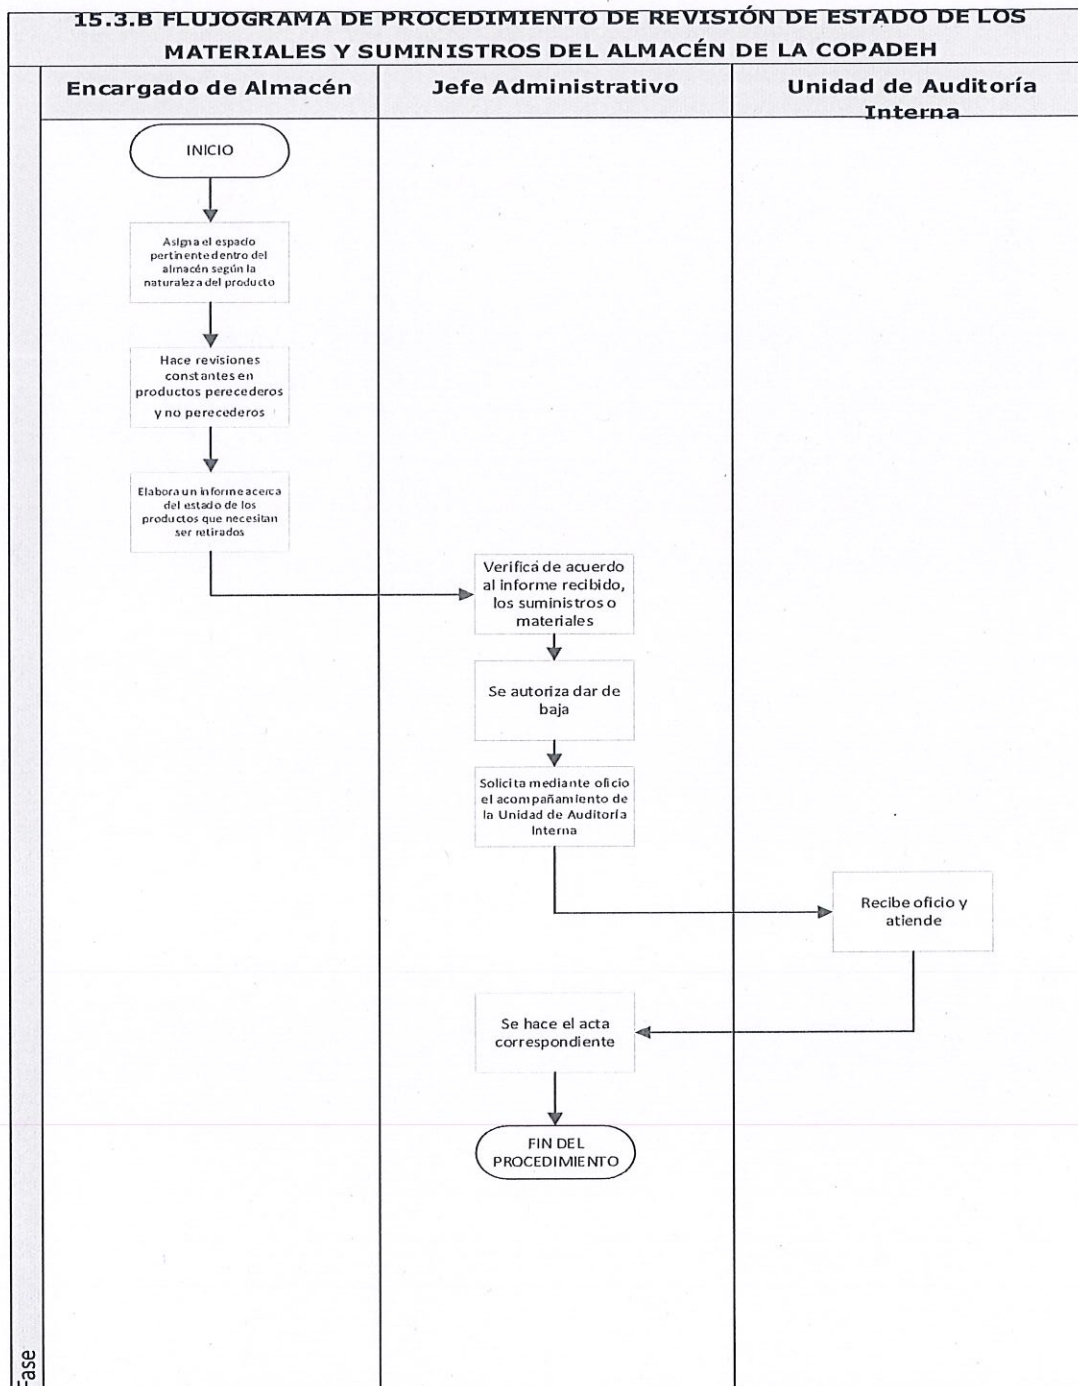 15.3.B FLUJOGRAMA DE PROCEDIMIENTO DE REVISIÓN DE ESTADO DE LOS
MATERIALES Y SUMINISTROS DEL ALMACÉN DE LA COPADEH
Encargado de Almacén
Jefe Administrativo
Unidad de Auditoría
Interna
INICIO
Asigna el espacio
pertinente dentro del
almacén según la
naturaleza del producto
Hace revisiones
constantes en
productos perecederos
y no perecederos
Elabora un informe acerca
del estado de los
productos que necesitan
ser retirados
Verifica de acuerdo
al informe recibido,
los suministros o
materiales
Se autoriza dar de
baja
Solicita mediante oficio
el acompañamiento de
la Unidad de Auditoría
Interna
Recibe oficio y
atiende
Se hace el acta
correspondiente
FIN DEL
PROCEDIMIENTO
Fase